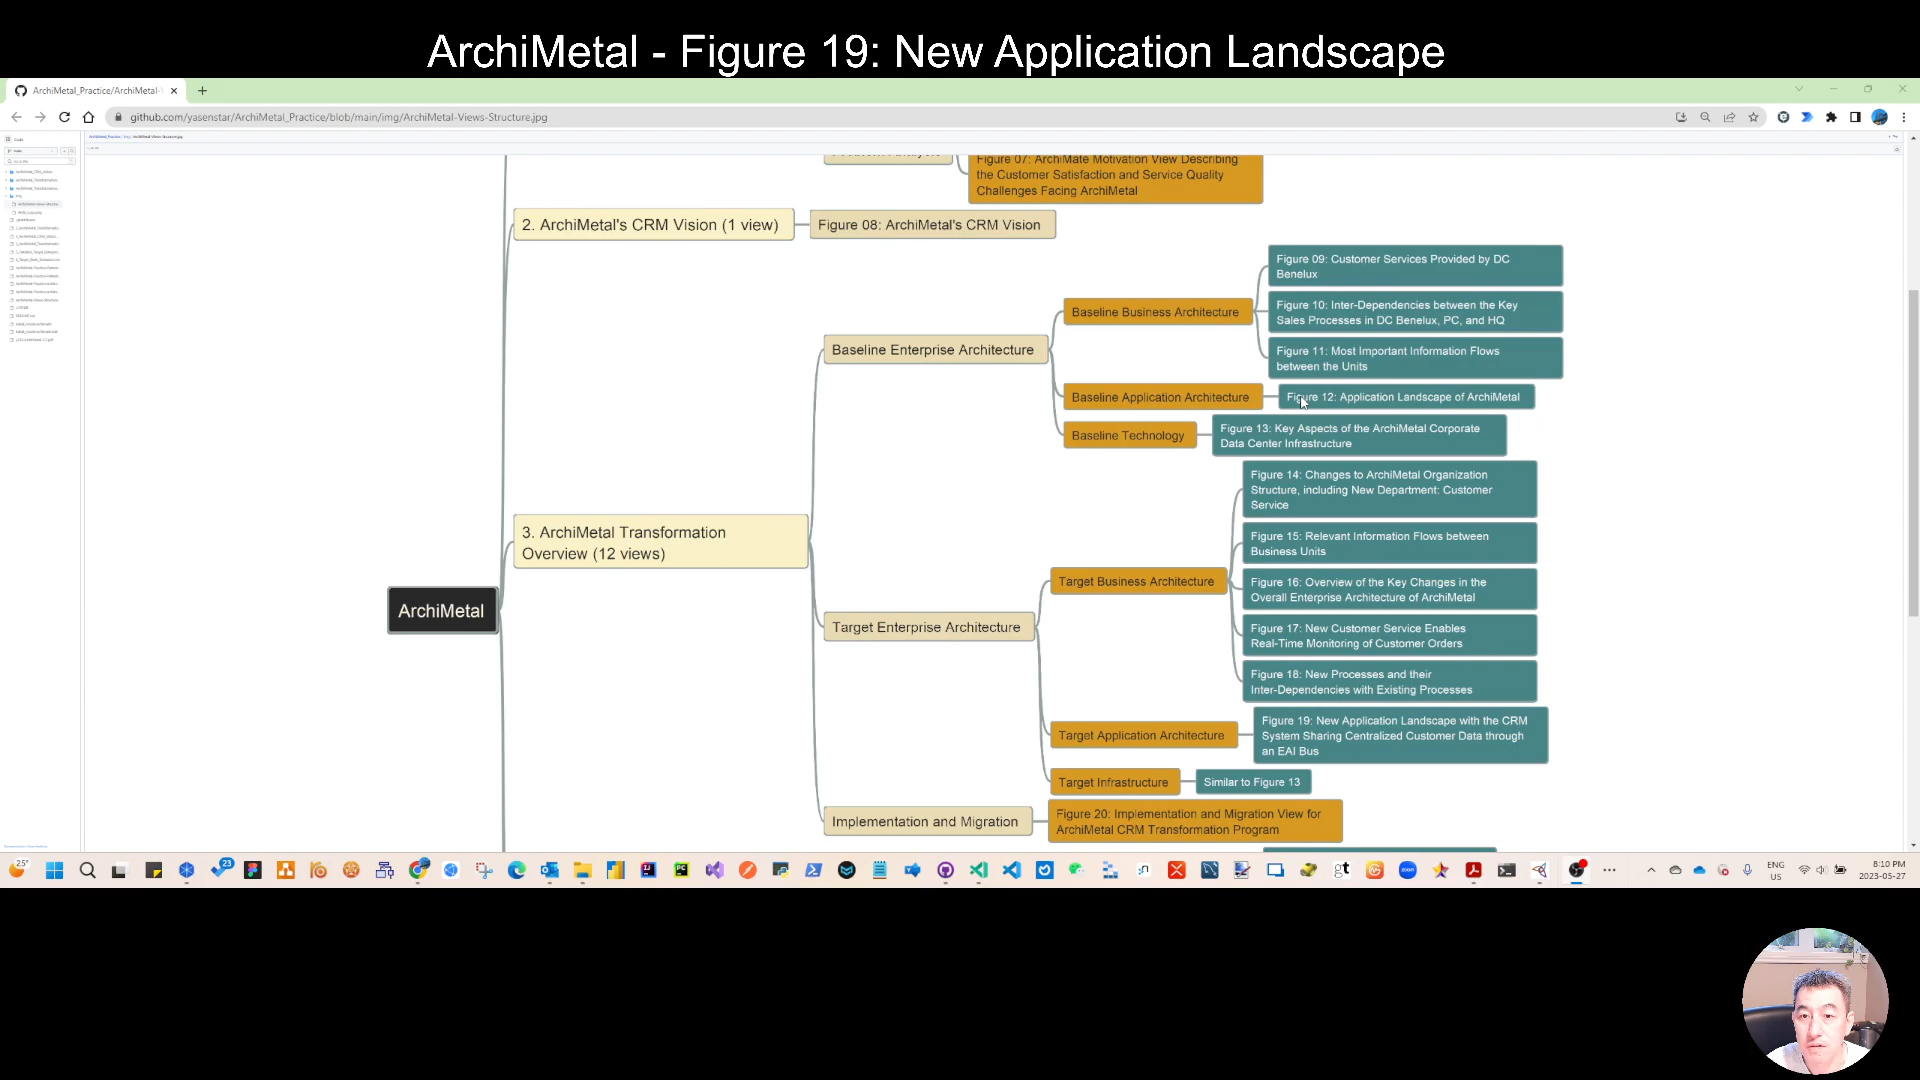 ArchiMetal - Figure 19: New Application Landscape
ArchiMetal_Practice/ArchiMetal-V
github.com/yasenstar/ArchiMetal_Practice/blob/main/img/ArchiMetal-Views-Structure.jpg
Figure 07: ArchiMate Motivation View Describing
the Customer Satisfaction and Service Quality
Challenges Facing ArchiMetal
2. ArchiMetal's CRM Vision (1 view)
Figure 08: ArchiMetal's CRM Vision
Figure 09: Customer Services Provided by DC
Benelux
Baseline Business Architecture
Figure 10: Inter-Dependencies between the Key
Sales Processes in DC Benelux, PC, and HQ
Baseline Enterprise Architecture
Figure 11: Most Important Information Flows
between the Units
Baseline Application Architecture
Figure 12: Application Landscape of ArchiMetal
Baseline Technology
Figure 13: Key Aspects of the ArchiMetal Corporate
Data Center Infrastructure
Figure 14: Changes to ArchiMetal Organization
Structure, including New Department: Customer
Service
3. ArchiMetal Transformation
Overview (12 views)
Figure 15: Relevant Information Flows between
Business Units
Target Business Architecture
Figure 16: Overview of the Key Changes in the
Overall Enterprise Architecture of ArchiMetal
ArchiMetal
Target Enterprise Architecture
Figure 17: New Customer Service Enables
Real-Time Monitoring of Customer Orders
Figure 18: New Processes and their
Inter-Dependencies with Existing Processes
Target Application Architecture
Figure 19: New Application Landscape with the CRM
System Sharing Centralized Customer Data through
an EAI Bus
Target Infrastructure
Similar to Figure 13
Implementation and Migration
Figure 20: Implementation and Migration View for
ArchiMetal CRM Transformation Program
25°
23
gt
zoom
ENG
US
8:10 PM
2023-05-27